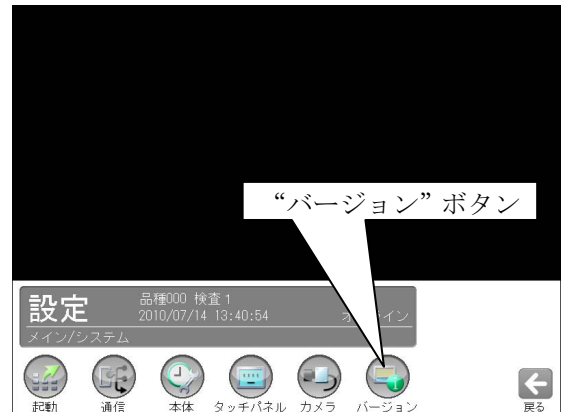 “バージョン” ボタン
設定
品種000 検査1
2010/07/14 13:40:54
イン
メイン/システム
起動 通信 本体 タッチパネル カメラ バージョン 戻る